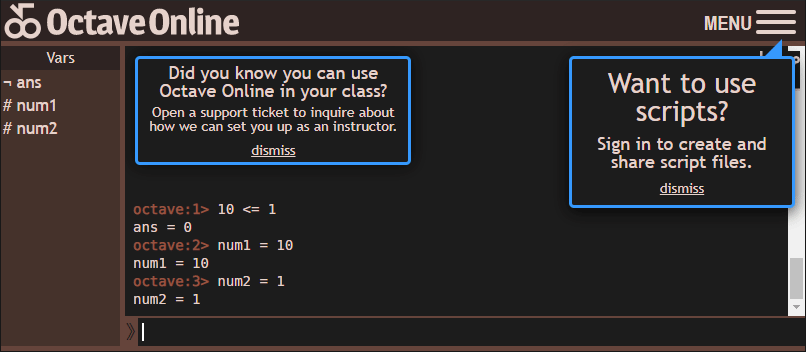 Octave Online
MENU
Vars
¬ ans
# num1
# num2
Did you know you can use
Octave Online in your class?
Open a support ticket to inquire about
how we can set you up as an instructor.
dismiss
Want to use
scripts?
Sign in to create and
share script files.
dismiss
octave:1> 10 <= 1
ans = 0
octave:2> num1 = 10
num1 = 10
octave:3> num2 = 1
num2 = 1
》